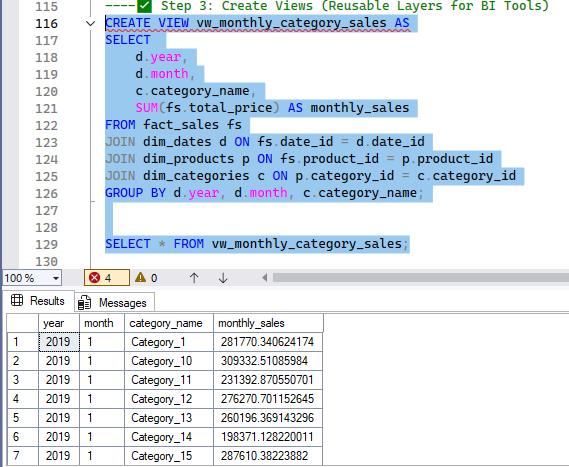 115 ----✅ Step 3: Create Views (Reusable Layers for BI Tools)
116 CREATE VIEW vw_monthly_category_sales AS
117 SELECT
118 d.year,
119 d.month,
120 c.category_name,
121 SUM(fs.total_price) AS monthly_sales
122 FROM fact_sales fs
123 JOIN dim_dates d ON fs.date_id = d.date_id
124 JOIN dim_products p ON fs.product_id = p.product_id
125 JOIN dim_categories c ON p.category_id = c.category_id
126 GROUP BY d.year, d.month, c.category_name;
127
128
129 SELECT * FROM vw_monthly_category_sales;
130
100 % 4 0
Results Messages
year month category_name monthly_sales
1 2019 1 Category_1 281770.340624174
2 2019 1 Category_10 309332.51085984
3 2019 1 Category_11 231392.870550701
4 2019 1 Category_12 276270.701152645
5 2019 1 Category_13 260196.369143296
6 2019 1 Category_14 198371.128220011
7 2019 1 Category_15 287610.38223882